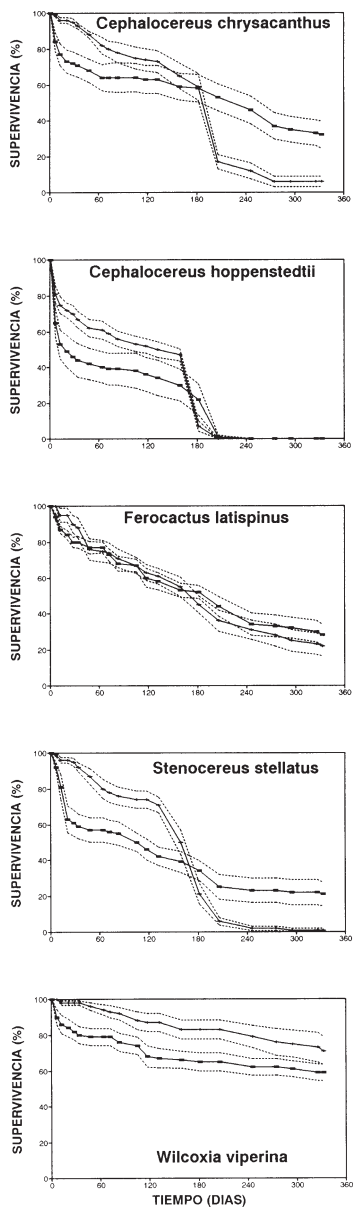 Cephalocereus chrysacanthus
SUPERVIVENCIA (%)
100
80
60
40
20
0
0 60 120 180 240 300 360
Cephalocereus hoppenstedtii
SUPERVIVENCIA (%)
100
80
60
40
20
0
0 60 120 180 240 300 360
Ferocactus latispinus
SUPERVIVENCIA (%)
100
80
60
40
20
0
0 60 120 180 240 300 360
Stenocereus stellatus
SUPERVIVENCIA (%)
100
80
60
40
20
0
0 60 120 180 240 300 360
Wilcoxia viperina
SUPERVIVENCIA (%)
100
80
60
40
20
0
0 60 120 180 240 300 360
TIEMPO (DIAS)